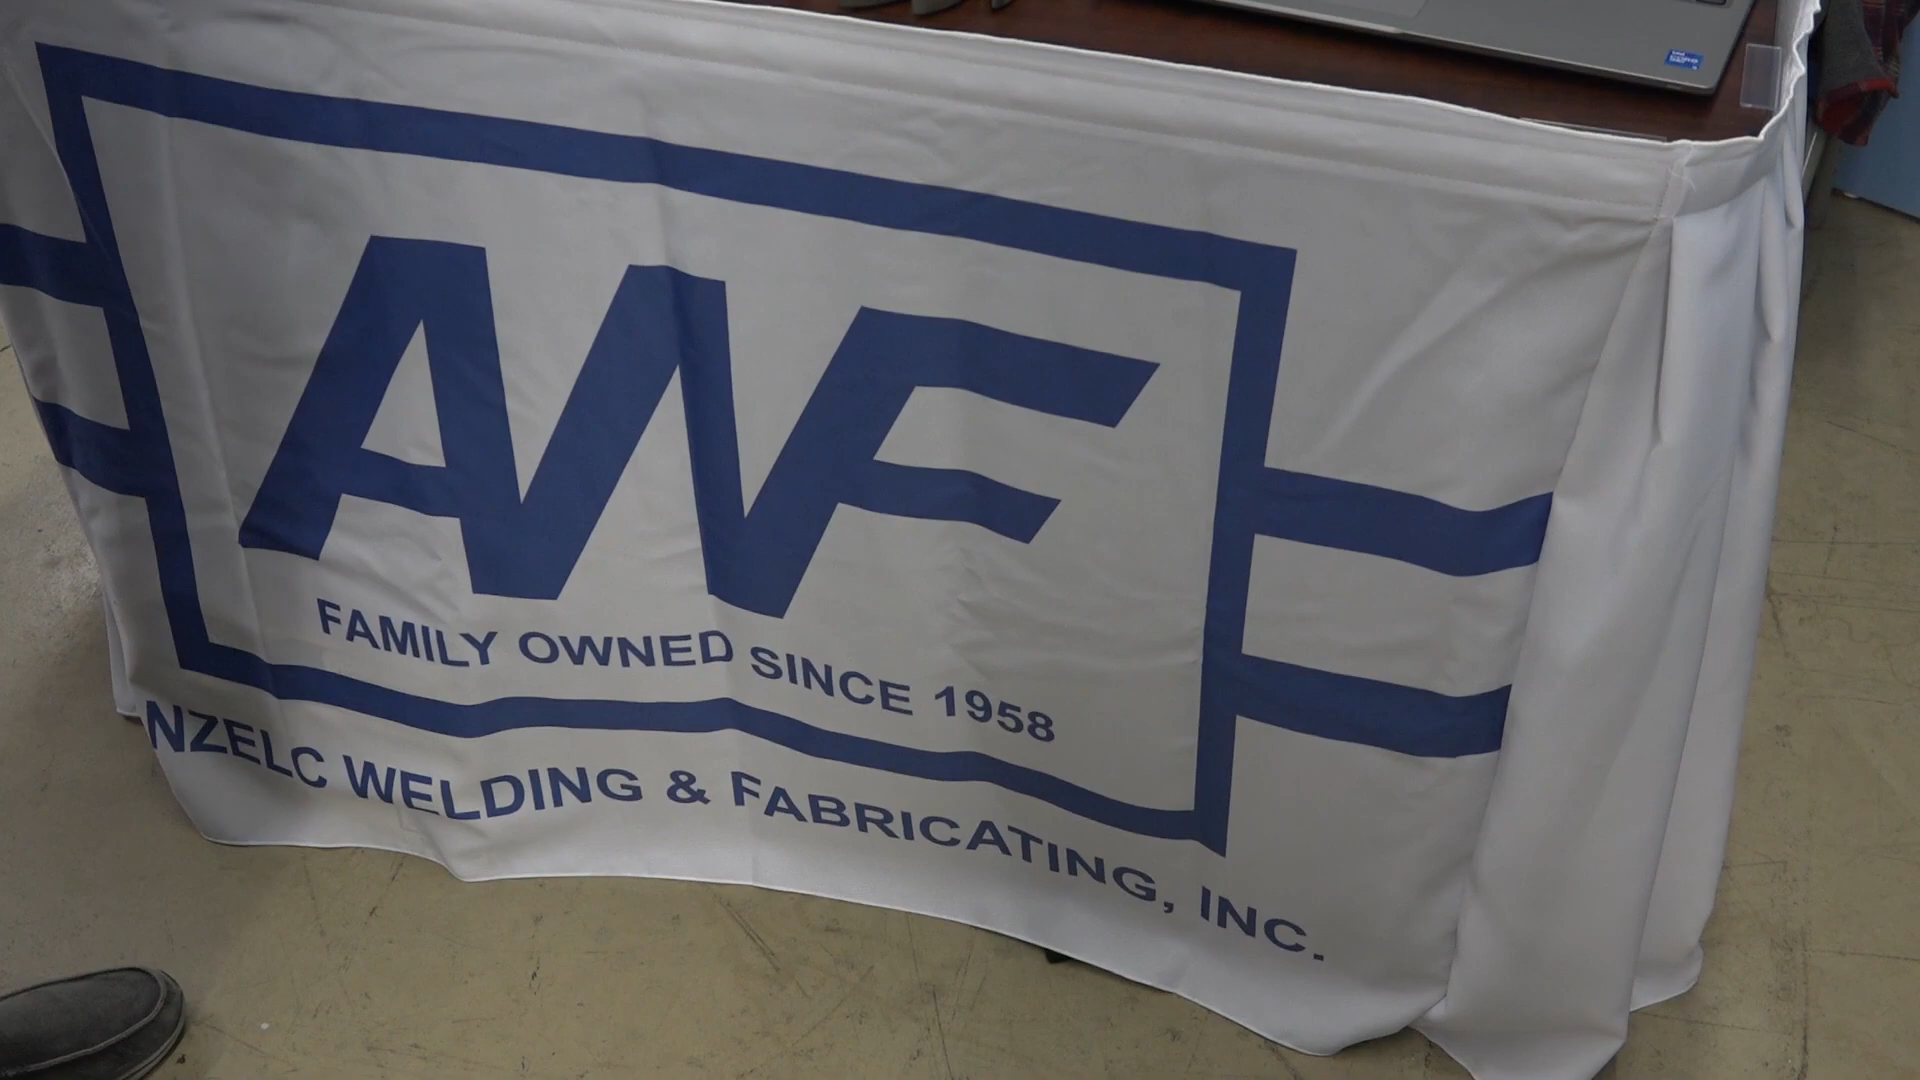 AWF
FAMILY OWNED SINCE 1958
NZELC WELDING & FABRICATING, INC.